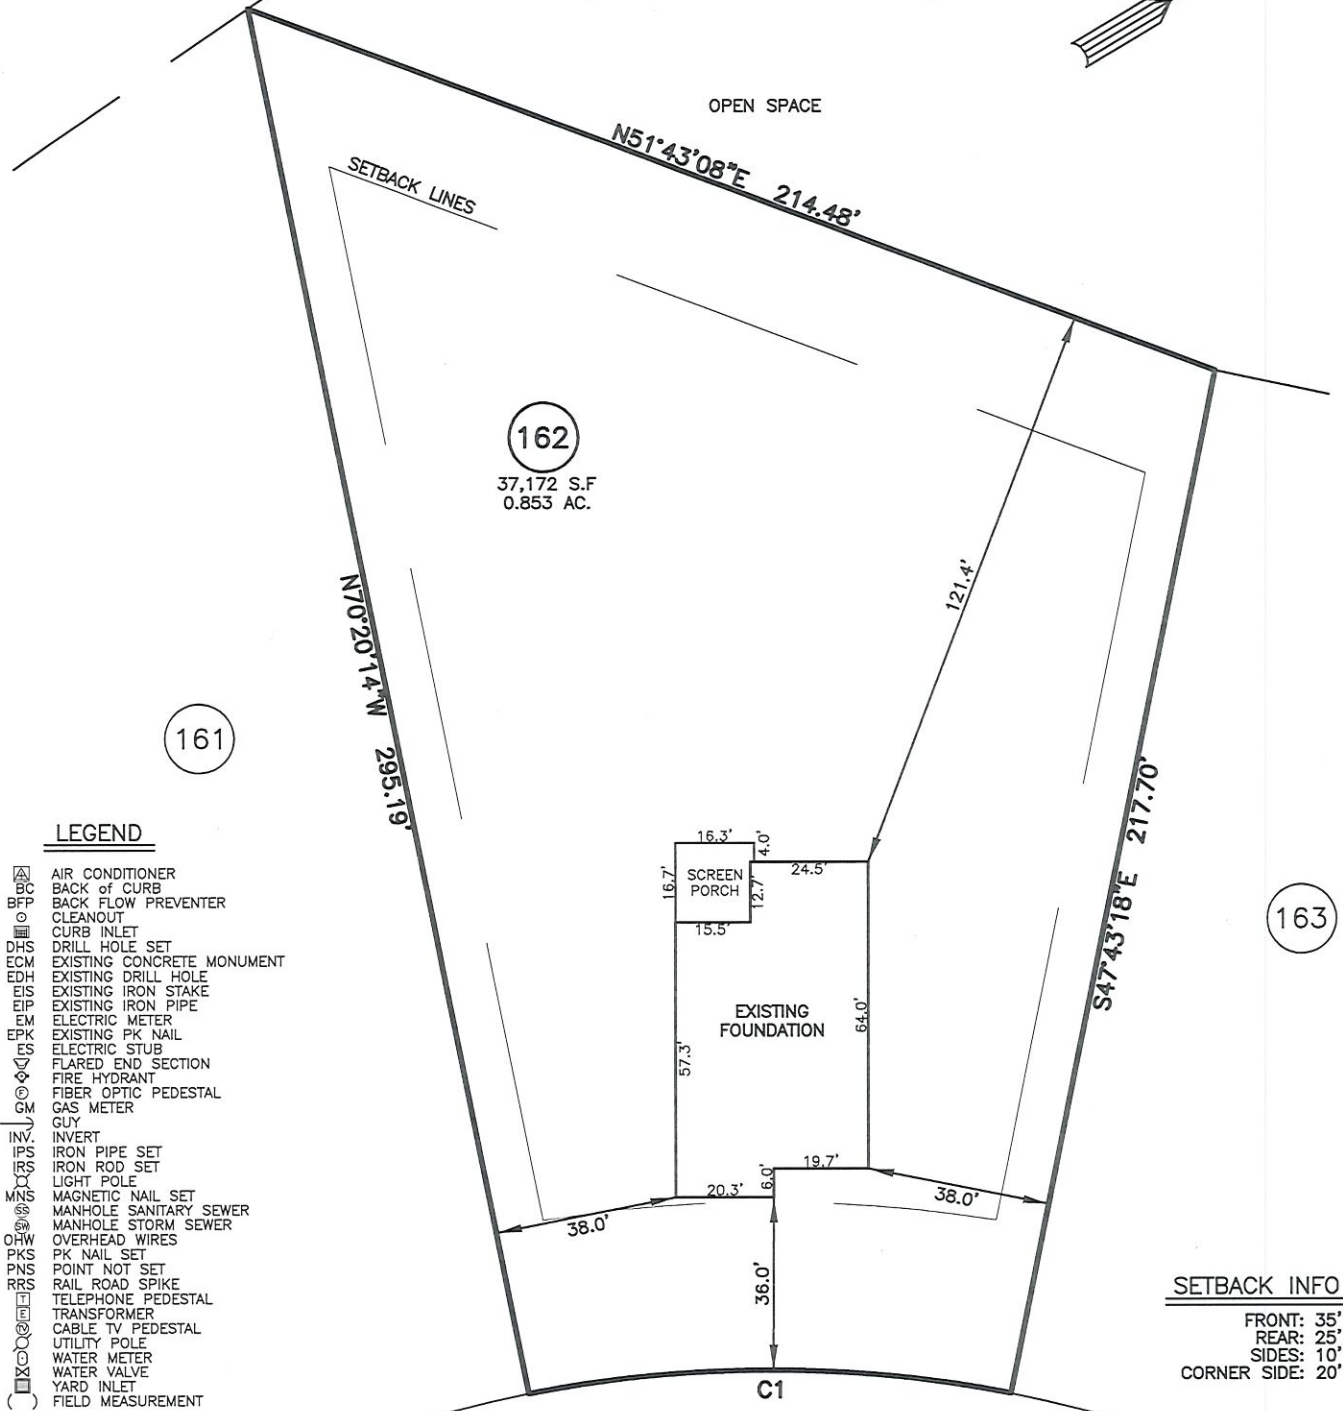 OPEN SPACE
N51°43'08"E 214.48'
SETBACK LINES
162
37,172 S.F
0.853 AC.
121.4'
N70°20'14"W 295.19'
161
S47°43'18"E 217.70'
163
16.3'
4.0'
24.5'
16.7'
SCREEN
PORCH
12.7'
15.5'
EXISTING
FOUNDATION
64.0'
57.3'
19.7'
6.0'
20.3'
38.0'
38.0'
36.0'
C1
LEGEND
AIR CONDITIONER
BC BACK of CURB
BFP BACK FLOW PREVENTER
CLEANOUT
CURB INLET
DHS DRILL HOLE SET
ECM EXISTING CONCRETE MONUMENT
EDH EXISTING DRILL HOLE
EIS EXISTING IRON STAKE
EIP EXISTING IRON PIPE
EM ELECTRIC METER
EPK EXISTING PK NAIL
ES ELECTRIC STUB
FLARED END SECTION
FIRE HYDRANT
F FIBER OPTIC PEDESTAL
GM GAS METER
GUY
INV. INVERT
IPS IRON PIPE SET
IRS IRON ROD SET
LIGHT POLE
MNS MAGNETIC NAIL SET
SS MANHOLE SANITARY SEWER
SW MANHOLE STORM SEWER
OHW OVERHEAD WIRES
PKS PK NAIL SET
PNS POINT NOT SET
RRS RAIL ROAD SPIKE
T TELEPHONE PEDESTAL
E TRANSFORMER
TV CABLE TV PEDESTAL
UTILITY POLE
WATER METER
WATER VALVE
YARD INLET
( ) FIELD MEASUREMENT
SETBACK INFO
FRONT: 35'
REAR: 25'
SIDES: 10'
CORNER SIDE: 20'